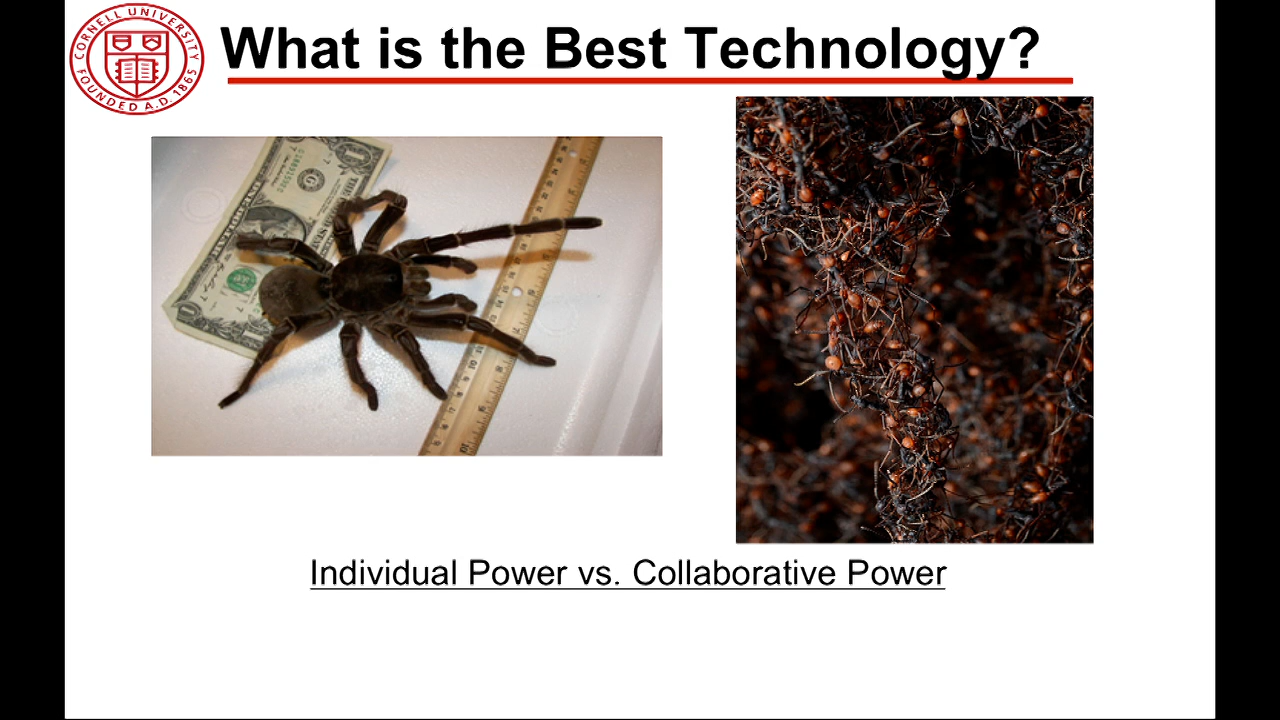 CORNELL UNIVERSITY
FOUNDED A.D. 1865
What is the Best Technology?
Individual Power vs. Collaborative Power